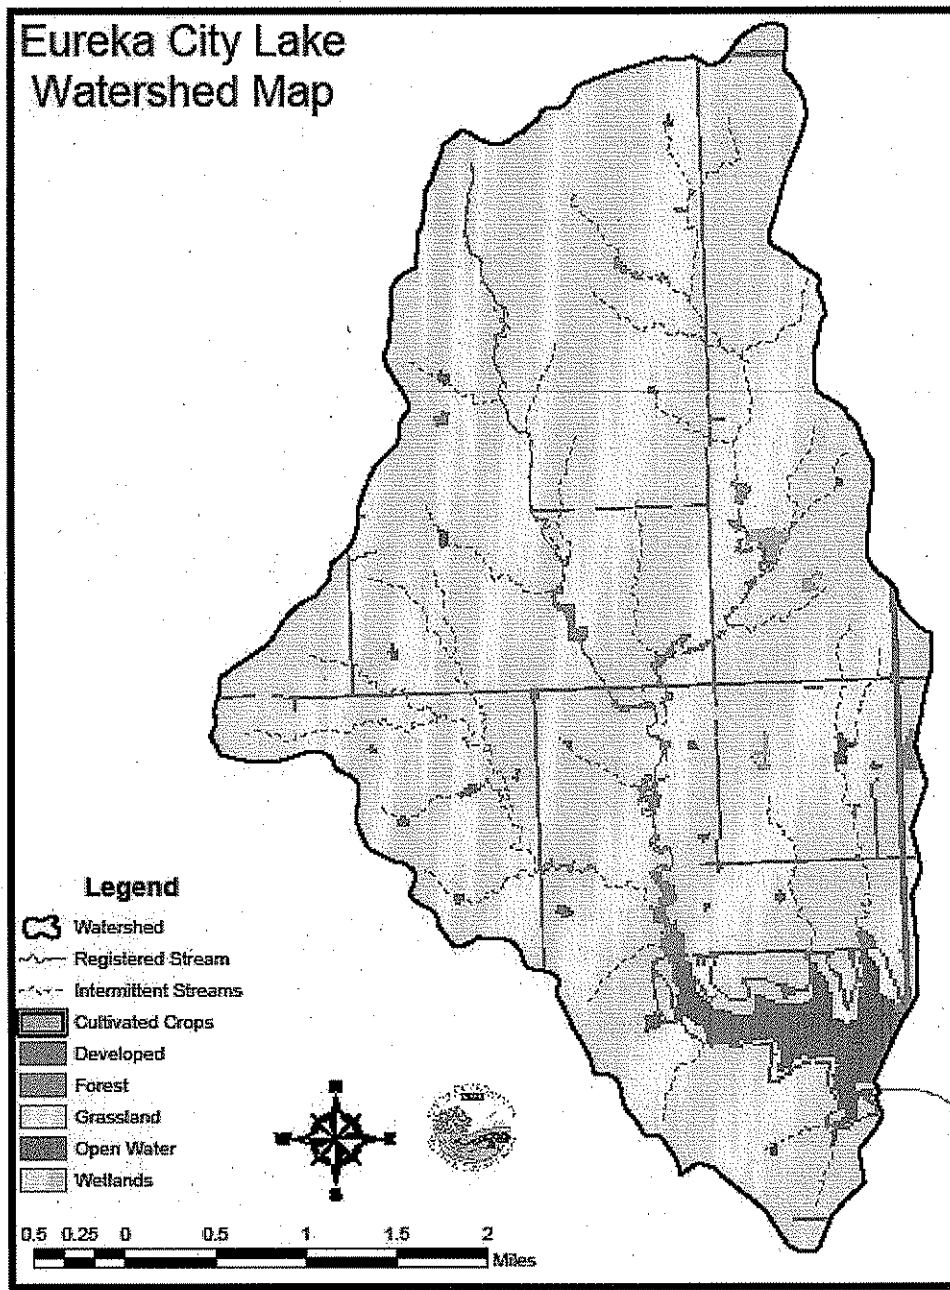 Eureka City Lake
Watershed Map
Legend
Watershed
Registered Stream
Intermittent Streams
Cultivated Crops
Developed
Forest
Grassland
Open Water
Wetlands
0.5 0.25 0 0.5 1 1.5 2
Miles